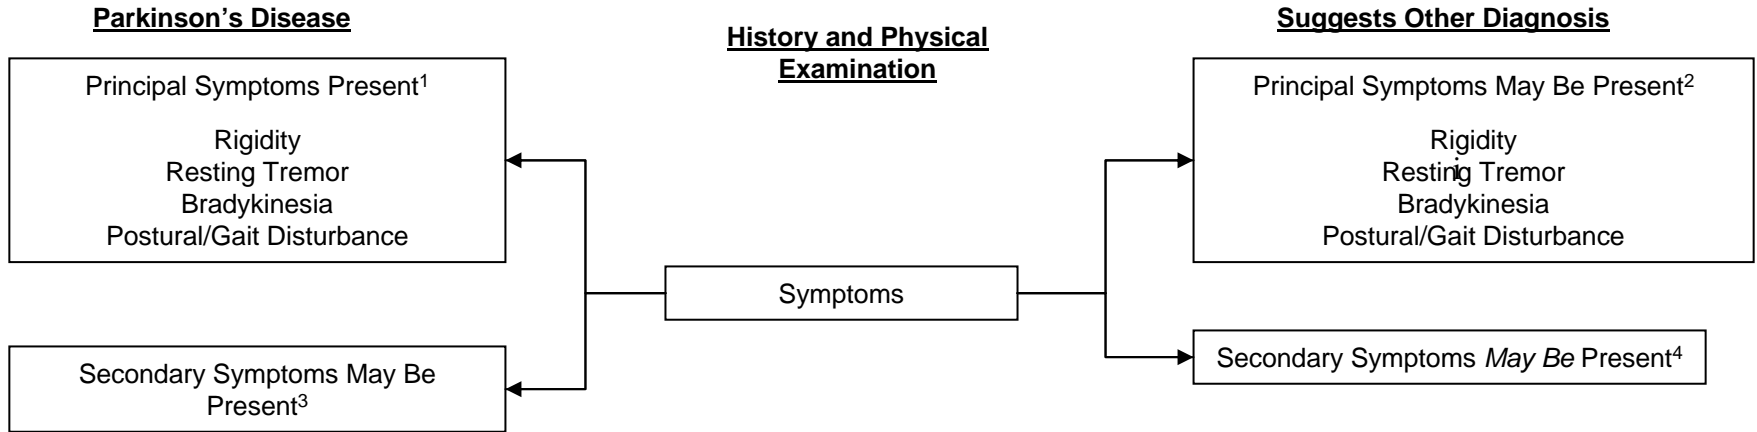 Parkinson’s Disease
History and Physical
Examination
Suggests Other Diagnosis
Principal Symptoms Present1
Rigidity
Resting Tremor
Bradykinesia
Postural/Gait Disturbance
Principal Symptoms May Be Present2
Rigidity
Resting Tremor
Bradykinesia
Postural/Gait Disturbance
i
Symptoms
Secondary Symptoms May Be
Present3
Secondary Symptoms May Be Present4